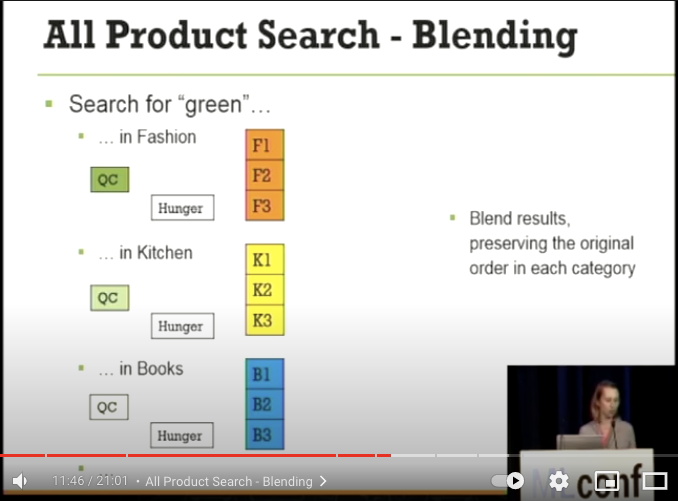 All Product Search - Blending
Search for “green”…
… in Fashion
QC
Hunger
F1
F2
F3
… in Kitchen
QC
Hunger
K1
K2
K3
… in Books
QC
Hunger
B1
B2
B3
Blend results,
preserving the original
order in each category
conf
11:46 / 21:01 • All Product Search - Blending